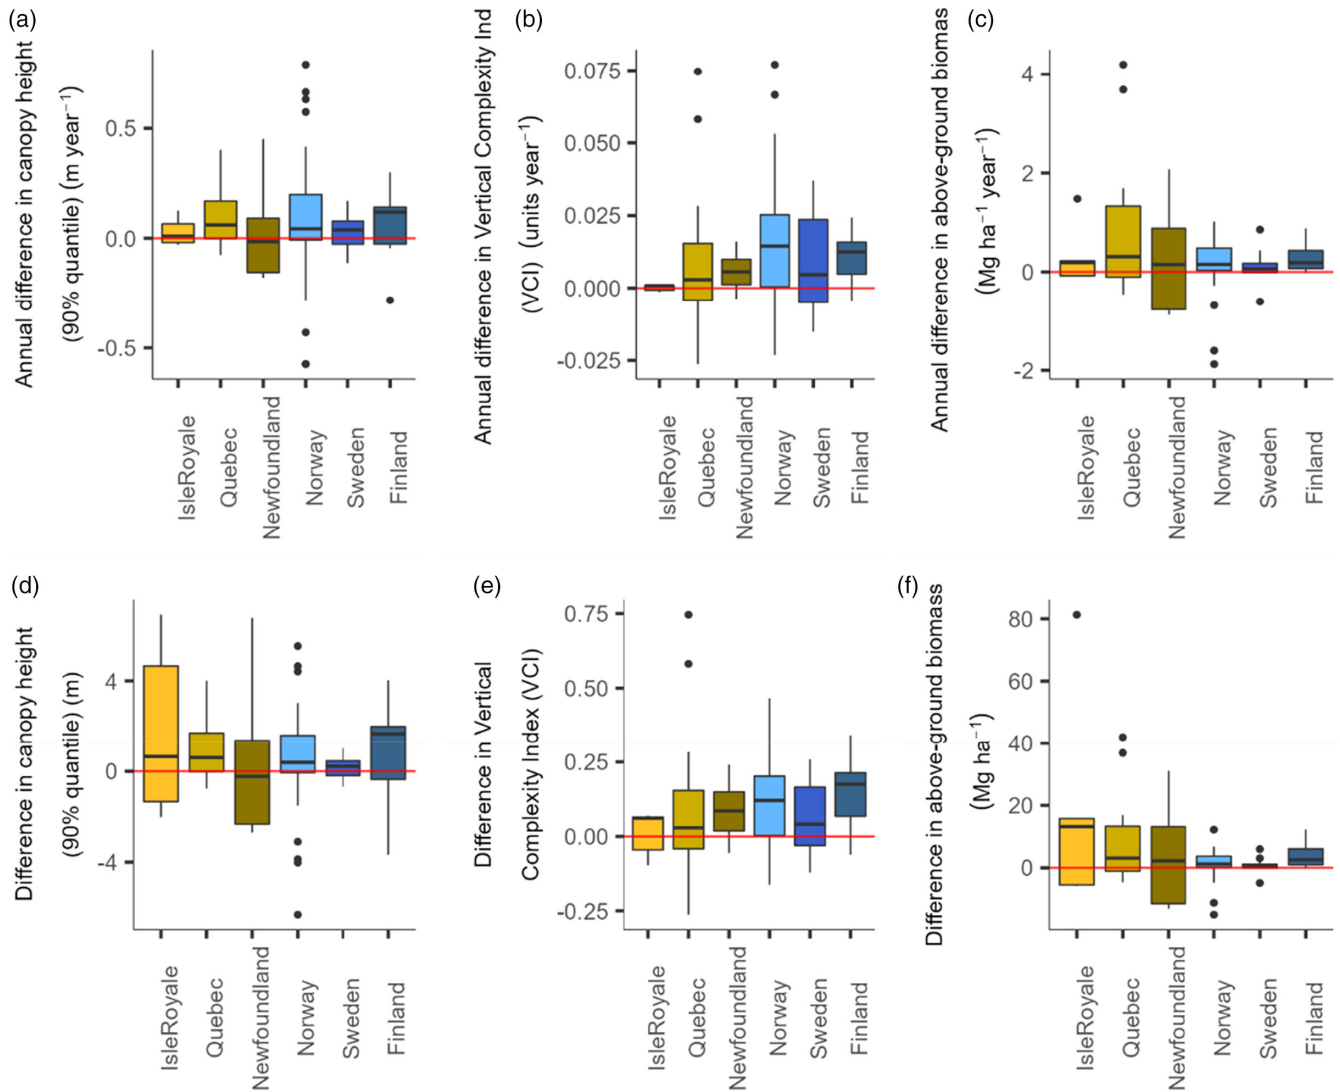 (a)
Annual difference in canopy height
(90% quantile) (m year−1)
0.5
0.0
-0.5
IsleRoyale
Quebec
Newfoundland
Norway
Sweden
Finland
(b)
Annual difference in Vertical Complexity Ind
(VCI) (units year−1)
0.075
0.050
0.025
0.000
-0.025
IsleRoyale
Quebec
Newfoundland
Norway
Sweden
Finland
(c)
Annual difference in above-ground biomas
(Mg ha−1 year−1)
4
2
0
-2
IsleRoyale
Quebec
Newfoundland
Norway
Sweden
Finland
(d)
Difference in canopy height
(90% quantile) (m)
4
0
-4
IsleRoyale
Quebec
Newfoundland
Norway
Sweden
Finland
(e)
Difference in Vertical
Complexity Index (VCI)
0.75
0.50
0.25
0.00
-0.25
IsleRoyale
Quebec
Newfoundland
Norway
Sweden
Finland
(f)
Difference in above-ground biomass
(Mg ha−1)
80
60
40
20
0
IsleRoyale
Quebec
Newfoundland
Norway
Sweden
Finland